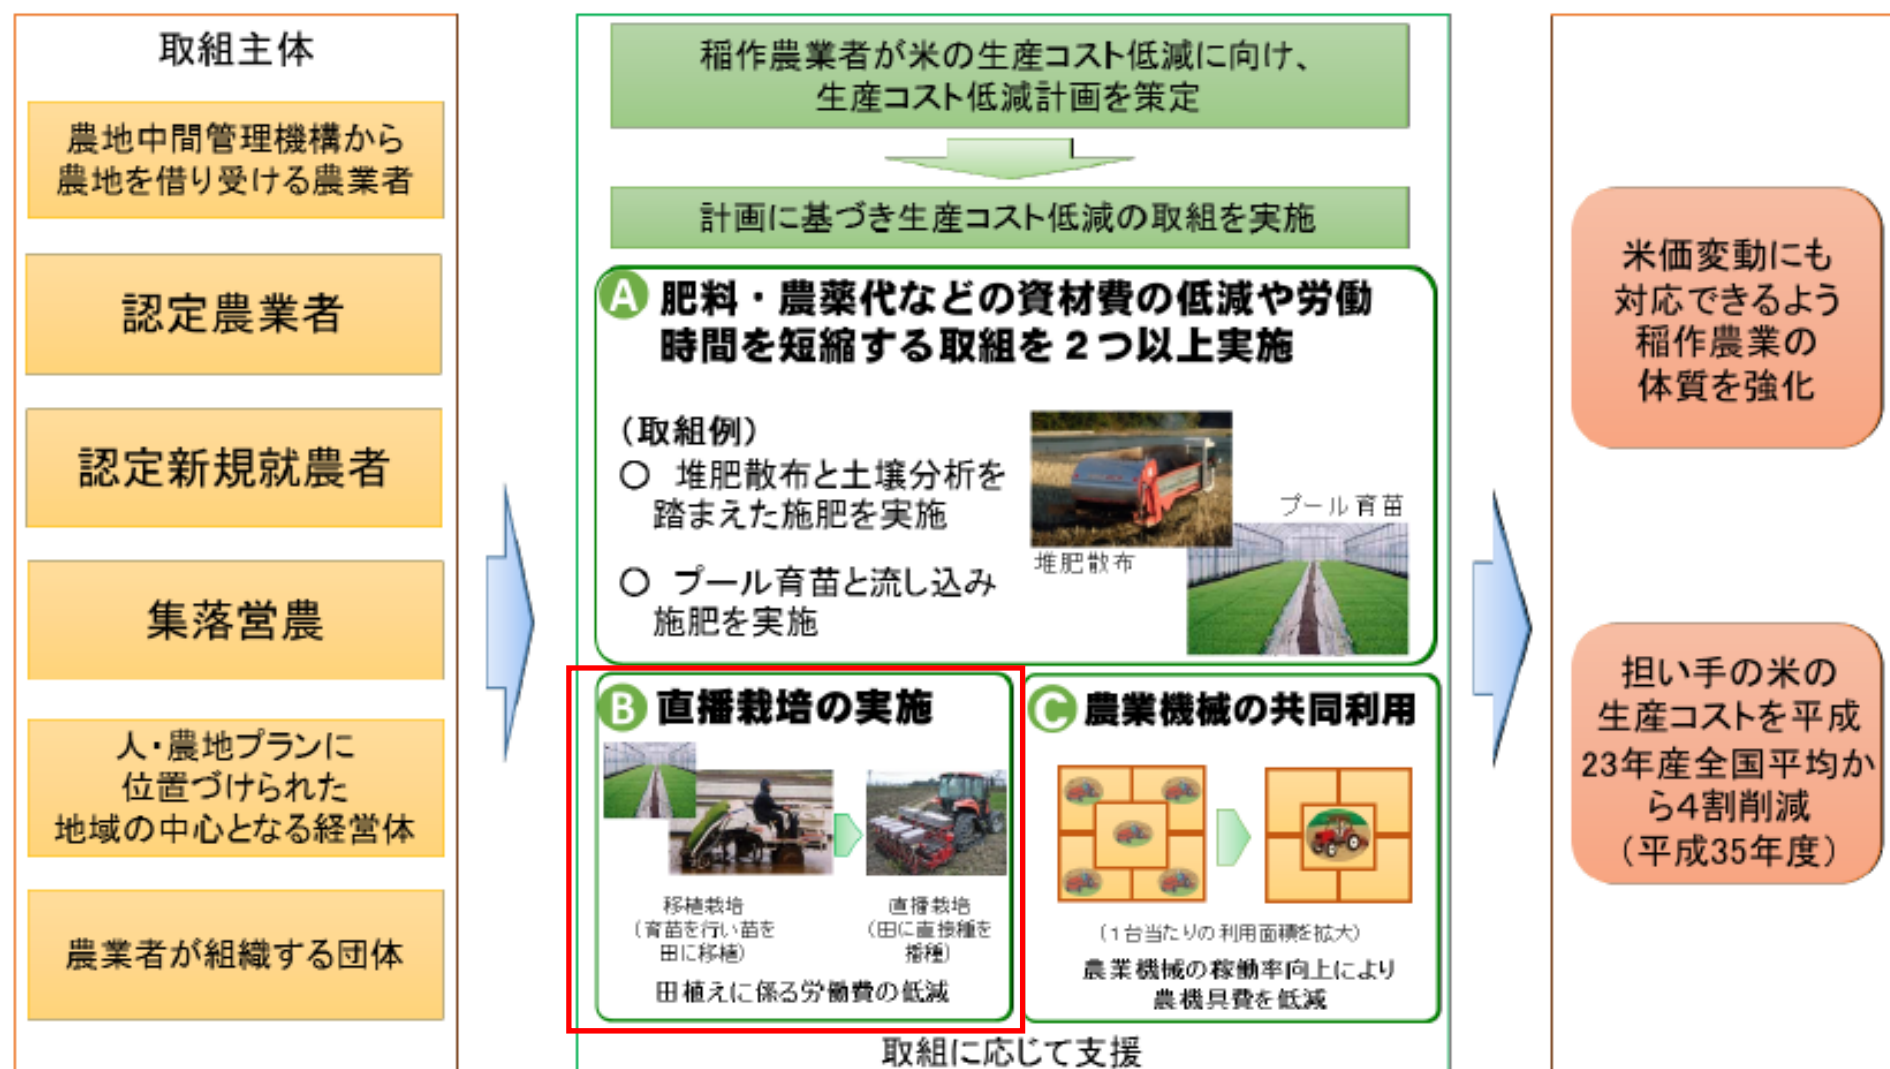 取組主体
農地中間管理機構から
農地を借り受ける農業者
認定農業者
認定新規就農者
集落営農
人・農地プランに
位置づけられた
地域の中心となる経営体
農業者が組織する団体
稲作農業者が米の生産コスト低減に向け、
生産コスト低減計画を策定
計画に基づき生産コスト低減の取組を実施
A 肥料・農薬代などの資材費の低減や労働
時間を短縮する取組を2つ以上実施
（取組例）
○ 堆肥散布と土壌分析を
踏まえた施肥を実施
○ プール育苗と流し込み
施肥を実施
堆肥散布
プール育苗
B 直播栽培の実施
移植栽培
（育苗を行い苗を
田に移植）
直播栽培
（田に直接種を
播種）
田植えに係る労働費の低減
C 農業機械の共同利用
（1台当たりの利用面積を拡大）
農業機械の稼働率向上により
農機具費を低減
取組に応じて支援
米価変動にも
対応できるよう
稲作農業の
体質を強化
担い手の米の
生産コストを平成
23年産全国平均か
ら4割削減
（平成35年度）